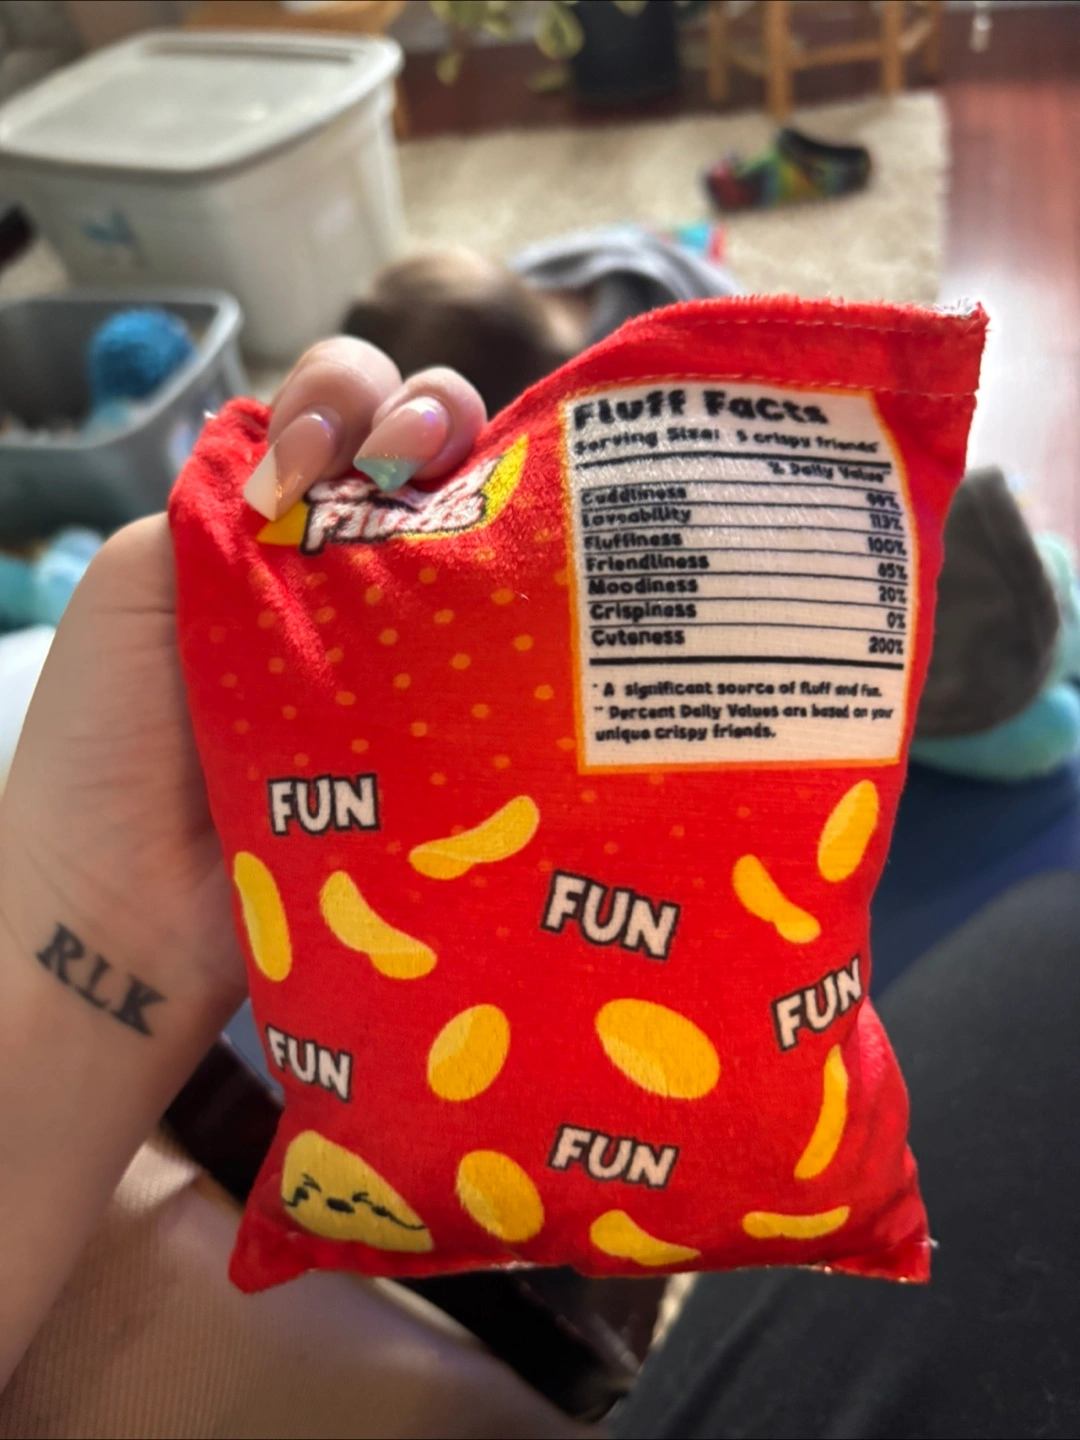 Fluff Facts
Serving Size: 5 crispy friends*
% Daily Value**
Cuddliness 99%
Loveability 113%
Fluffiness 100%
Friendliness 85%
Moodiness 20%
Crispiness 0%
Cuteness 200%
* A significant source of fluff and fun.
** Percent Daily Values are based on your
unique crispy friends.
FUN
FUN
FUN
FUN
FUN
RLK